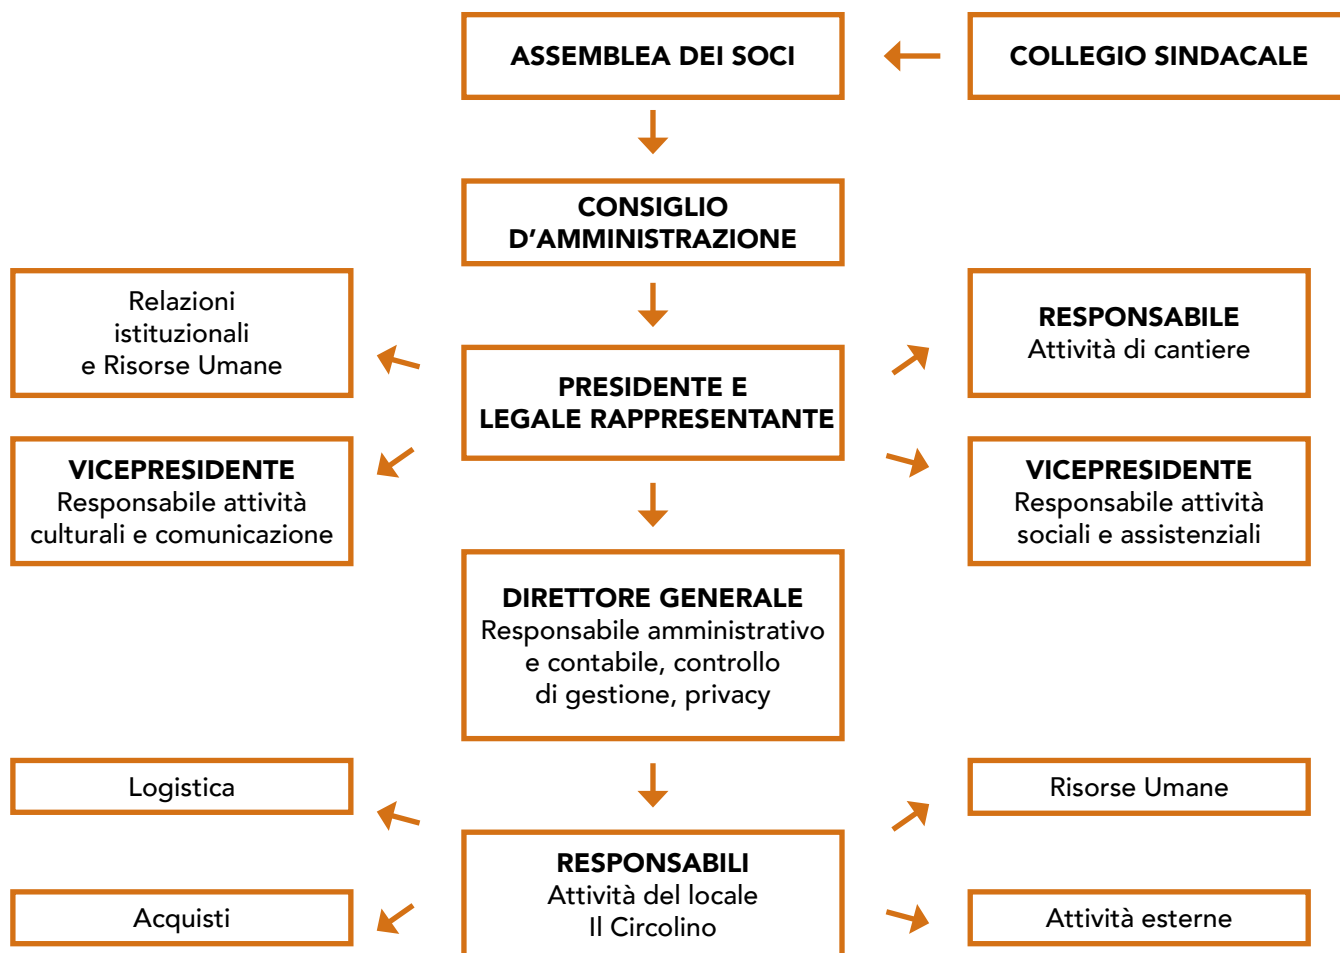 ASSEMBLEA DEI SOCI
COLLEGIO SINDACALE
CONSIGLIO
D'AMMINISTRAZIONE
Relazioni
istituzionali
e Risorse Umane
RESPONSABILE
Attività di cantiere
PRESIDENTE E
LEGALE RAPPRESENTANTE
VICEPRESIDENTE
Responsabile attività
culturali e comunicazione
VICEPRESIDENTE
Responsabile attività
sociali e assistenziali
DIRETTORE GENERALE
Responsabile amministrativo
e contabile, controllo
di gestione, privacy
Logistica
Risorse Umane
RESPONSABILI
Attività del locale
Il Circolino
Acquisti
Attività esterne